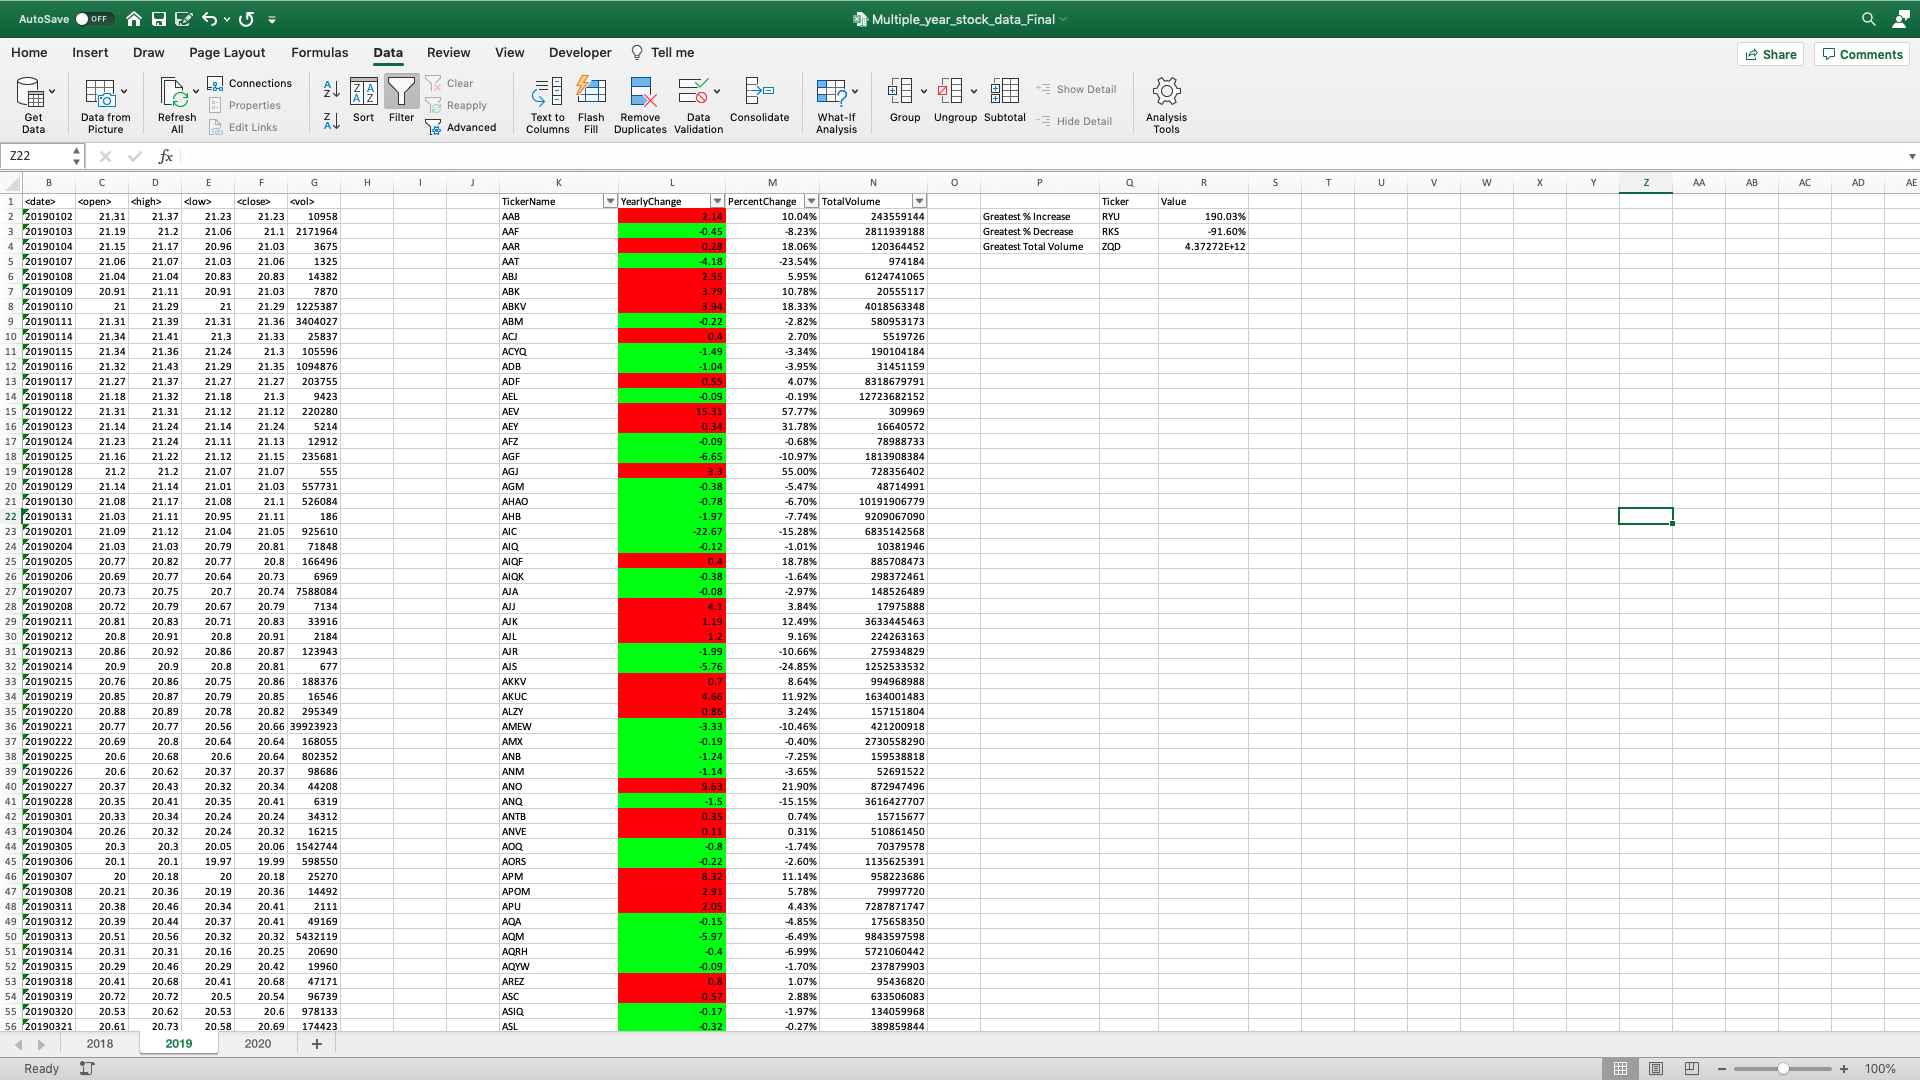 AutoSave OFF Multiple_year_stock_data_Final
Home Insert Draw Page Layout Formulas Data Review View Developer Tell me Share Comments
Get Data Data from Picture Refresh All Connections Properties Edit Links Sort Filter Clear Reapply Advanced Text to Columns Flash Fill Remove Duplicates Data Validation Consolidate What-If Analysis Group Ungroup Subtotal Show Detail Hide Detail Analysis Tools
Z22 fx
B C D E F G H I J K L M N O P Q R S T U V W X Y Z AA AB AC AD AE
1 <date> <open> <high> <low> <close> <vol> TickerName YearlyChange PercentChange TotalVolume Ticker Value
2 20190102 21.31 21.37 21.23 21.23 10958 AAB 2.14 10.04% 243559144 Greatest % Increase RYU 190.03%
3 20190103 21.19 21.2 21.06 21.1 2171964 AAF -0.45 -8.23% 2811939188 Greatest % Decrease RKS -91.60%
4 20190104 21.15 21.17 20.96 21.03 3675 AAR 0.28 18.06% 120364452 Greatest Total Volume ZQD 4.37272E+12
5 20190107 21.06 21.07 21.03 21.06 1325 AAT -4.18 -23.54% 974184
6 20190108 21.04 21.04 20.83 20.83 14382 ABJ 2.55 5.95% 6124741065
7 20190109 20.91 21.11 20.91 21.03 7870 ABK 3.79 10.78% 20555117
8 20190110 21 21.29 21 21.29 1225387 ABKV 3.94 18.33% 4018563348
9 20190111 21.31 21.39 21.31 21.36 3404027 ABM -0.22 -2.82% 580953173
10 20190114 21.34 21.41 21.3 21.33 25837 ACJ 0.4 2.70% 5519726
11 20190115 21.34 21.36 21.24 21.3 105596 ACYQ -1.49 -3.34% 190104184
12 20190116 21.32 21.43 21.29 21.35 1094876 ADB -1.04 -3.95% 31451159
13 20190117 21.27 21.37 21.27 21.27 203755 ADF 0.55 4.07% 8318679791
14 20190118 21.18 21.32 21.18 21.3 9423 AEL -0.09 -0.19% 12723682152
15 20190122 21.31 21.31 21.12 21.12 220280 AEV 15.31 57.77% 309969
16 20190123 21.14 21.24 21.14 21.24 5214 AEY 0.34 31.78% 16640572
17 20190124 21.23 21.24 21.11 21.13 12912 AFZ -0.09 -0.68% 78988733
18 20190125 21.16 21.22 21.12 21.15 235681 AGF -6.65 -10.97% 1813908384
19 20190128 21.2 21.2 21.07 21.07 555 AGJ 3.3 55.00% 728356402
20 20190129 21.14 21.14 21.01 21.03 557731 AGM -0.38 -5.47% 48714991
21 20190130 21.08 21.17 21.08 21.1 526084 AHAO -0.78 -6.70% 10191906779
22 20190131 21.03 21.11 20.95 21.11 186 AHB -1.97 -7.74% 9209067090
23 20190201 21.09 21.12 21.04 21.05 925610 AIC -22.67 -15.28% 6835142568
24 20190204 21.03 21.03 20.79 20.81 71848 AIQ -0.12 -1.01% 10381946
25 20190205 20.77 20.82 20.77 20.8 166496 AIQF 0.4 18.78% 885708473
26 20190206 20.69 20.77 20.64 20.73 6969 AIQK -0.38 -1.64% 298372461
27 20190207 20.73 20.75 20.7 20.74 7588084 AJA -0.08 -2.97% 148526489
28 20190208 20.72 20.79 20.67 20.79 7134 AJJ 4.1 3.84% 17975888
29 20190211 20.81 20.83 20.71 20.83 33916 AJK 1.19 12.49% 3633445463
30 20190212 20.8 20.91 20.8 20.91 2184 AJL 1.2 9.16% 224263163
31 20190213 20.86 20.92 20.86 20.87 123943 AJR -1.99 -10.66% 275934829
32 20190214 20.9 20.9 20.8 20.81 677 AJS -5.76 -24.85% 1252533532
33 20190215 20.76 20.86 20.75 20.86 188376 AKKV 0.7 8.64% 994968988
34 20190219 20.85 20.87 20.79 20.85 16546 AKUC 4.66 11.92% 1634001483
35 20190220 20.88 20.89 20.78 20.82 295349 ALZY 0.86 3.24% 157151804
36 20190221 20.77 20.77 20.56 20.66 39923923 AMEW -3.33 -10.46% 421200918
37 20190222 20.69 20.8 20.64 20.64 168055 AMX -0.19 -0.40% 2730558290
38 20190225 20.6 20.68 20.6 20.64 802352 ANB -1.24 -7.25% 159538818
39 20190226 20.6 20.62 20.37 20.37 98686 ANM -1.14 -3.65% 52691522
40 20190227 20.37 20.43 20.32 20.34 44208 ANO 9.63 21.90% 872947496
41 20190228 20.35 20.41 20.35 20.41 6319 ANQ -1.5 -15.15% 3616427707
42 20190301 20.33 20.34 20.24 20.24 34312 ANTB 0.35 0.74% 15715677
43 20190304 20.26 20.32 20.24 20.32 16215 ANVE 0.11 0.31% 510861450
44 20190305 20.3 20.3 20.05 20.06 1542744 AOQ -0.8 -1.74% 70379578
45 20190306 20.1 20.1 19.97 19.99 598550 AORS -0.22 -2.60% 1135625391
46 20190307 20 20.18 20 20.18 25270 APM 8.32 11.14% 958223686
47 20190308 20.21 20.36 20.19 20.36 14492 APOM 2.91 5.78% 79997720
48 20190311 20.38 20.46 20.34 20.41 2111 APU 2.05 4.43% 7287871747
49 20190312 20.39 20.44 20.37 20.41 49169 AQA -0.15 -4.85% 175658350
50 20190313 20.51 20.56 20.32 20.32 5432119 AQM -5.97 -6.49% 9843597598
51 20190314 20.31 20.31 20.16 20.25 20690 AQRH -0.4 -6.99% 5721060442
52 20190315 20.29 20.46 20.29 20.42 19960 AQYW -0.09 -1.70% 237879903
53 20190318 20.41 20.68 20.41 20.68 47171 AREZ 0.8 1.07% 95436820
54 20190319 20.72 20.72 20.5 20.54 96739 ASC 0.57 2.88% 633506083
55 20190320 20.53 20.62 20.53 20.6 978133 ASIQ -0.17 -1.97% 134059968
56 20190321 20.61 20.73 20.58 20.69 174423 ASL -0.32 -0.27% 389859844
2018 2019 2020 +
Ready 100%